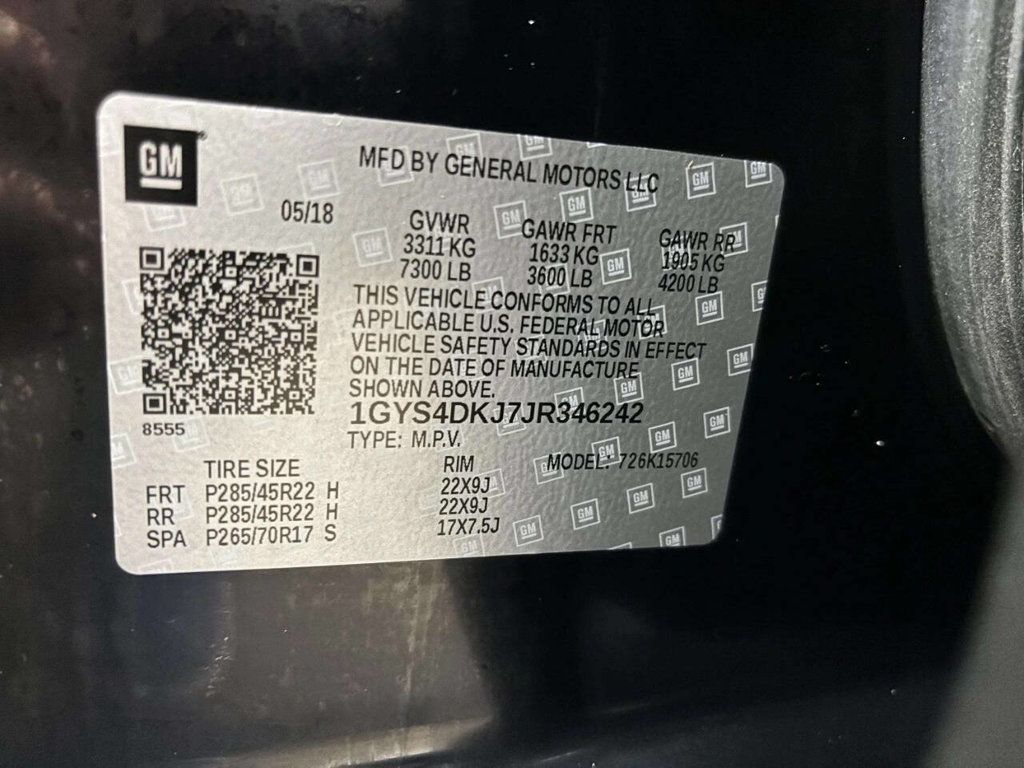 GM
MFD BY GENERAL MOTORS LLC
05/18
GVWR GAWR FRT GAWR RR
3311 KG 1633 KG 1905 KG
7300 LB 3600 LB 4200 LB
THIS VEHICLE CONFORMS TO ALL
APPLICABLE U.S. FEDERAL MOTOR
VEHICLE SAFETY STANDARDS IN EFFECT
ON THE DATE OF MANUFACTURE
SHOWN ABOVE.
1GYS4DKJ7JR346242
8555
TYPE: M.P.V.
TIRE SIZE RIM MODEL: 726K15706
FRT P285/45R22 H 22X9J
RR P285/45R22 H 22X9J
SPA P265/70R17 S 17X7.5J